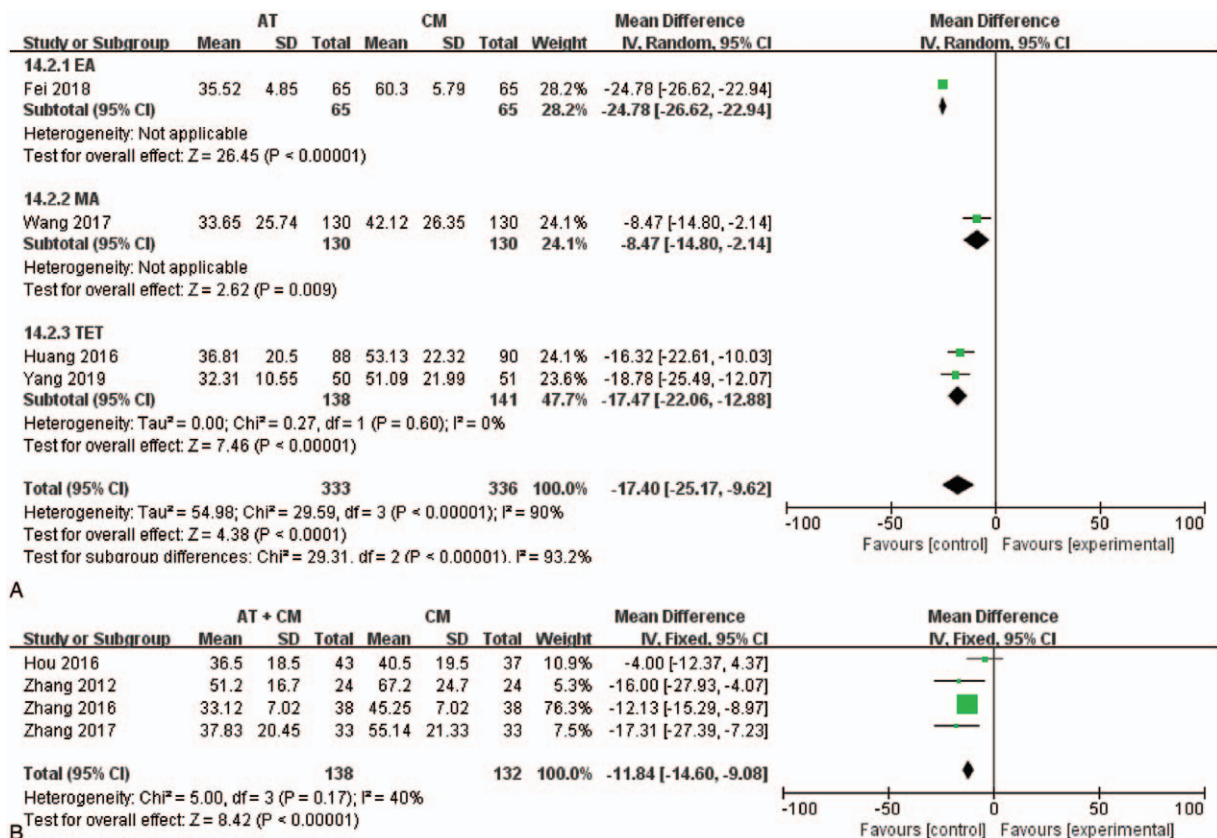 AT CM Mean Difference Mean Difference
Study or Subgroup Mean SD Total Mean SD Total Weight IV, Random, 95% CI IV, Random, 95% CI
14.2.1 EA
Fei 2018 35.52 4.85 65 60.3 5.79 65 28.2% -24.78 [-26.62, -22.94]
Subtotal (95% CI) 65 65 28.2% -24.78 [-26.62, -22.94]
Heterogeneity: Not applicable
Test for overall effect: Z = 26.45 (P < 0.00001)
14.2.2 MA
Wang 2017 33.65 25.74 130 42.12 26.35 130 24.1% -8.47 [-14.80, -2.14]
Subtotal (95% CI) 130 130 24.1% -8.47 [-14.80, -2.14]
Heterogeneity: Not applicable
Test for overall effect: Z = 2.62 (P = 0.009)
14.2.3 TET
Huang 2016 36.81 20.5 88 53.13 22.32 90 24.1% -16.32 [-22.61, -10.03]
Yang 2019 32.31 10.55 50 51.09 21.99 51 23.6% -18.78 [-25.49, -12.07]
Subtotal (95% CI) 138 141 47.7% -17.47 [-22.06, -12.88]
Heterogeneity: Tau² = 0.00; Chi² = 0.27, df = 1 (P = 0.60); I² = 0%
Test for overall effect: Z = 7.46 (P < 0.00001)
Total (95% CI) 333 336 100.0% -17.40 [-25.17, -9.62]
Heterogeneity: Tau² = 54.98; Chi² = 29.59, df = 3 (P < 0.00001); I² = 90%
Test for overall effect: Z = 4.38 (P < 0.0001)
Test for subgroup differences: Chi² = 29.31, df = 2 (P < 0.00001), I² = 93.2%
-100 -50 0 50 100
Favours [control] Favours [experimental]
A
AT + CM CM Mean Difference Mean Difference
Study or Subgroup Mean SD Total Mean SD Total Weight IV, Fixed, 95% CI IV, Fixed, 95% CI
Hou 2016 36.5 18.5 43 40.5 19.5 37 10.9% -4.00 [-12.37, 4.37]
Zhang 2012 51.2 16.7 24 67.2 24.7 24 5.3% -16.00 [-27.93, -4.07]
Zhang 2016 33.12 7.02 38 45.25 7.02 38 76.3% -12.13 [-15.29, -8.97]
Zhang 2017 37.83 20.45 33 55.14 21.33 33 7.5% -17.31 [-27.39, -7.23]
Total (95% CI) 138 132 100.0% -11.84 [-14.60, -9.08]
Heterogeneity: Chi² = 5.00, df = 3 (P = 0.17); I² = 40%
Test for overall effect: Z = 8.42 (P < 0.00001)
-100 -50 0 50 100
Favours [control] Favours [experimental]
B